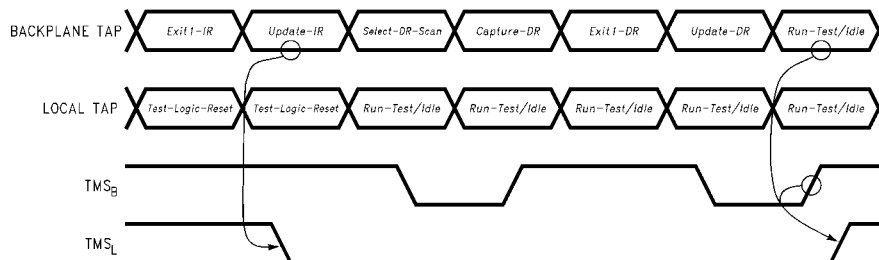 BACKPLANE TAP Exit1-IR Update-IR Select-DR-Scan Capture-DR Exit1-DR Update-DR Run-Test/Idle
LOCAL TAP Test-Logic-Reset Test-Logic-Reset Run-Test/Idle Run-Test/Idle Run-Test/Idle Run-Test/Idle Run-Test/Idle
TMSB
TMSL